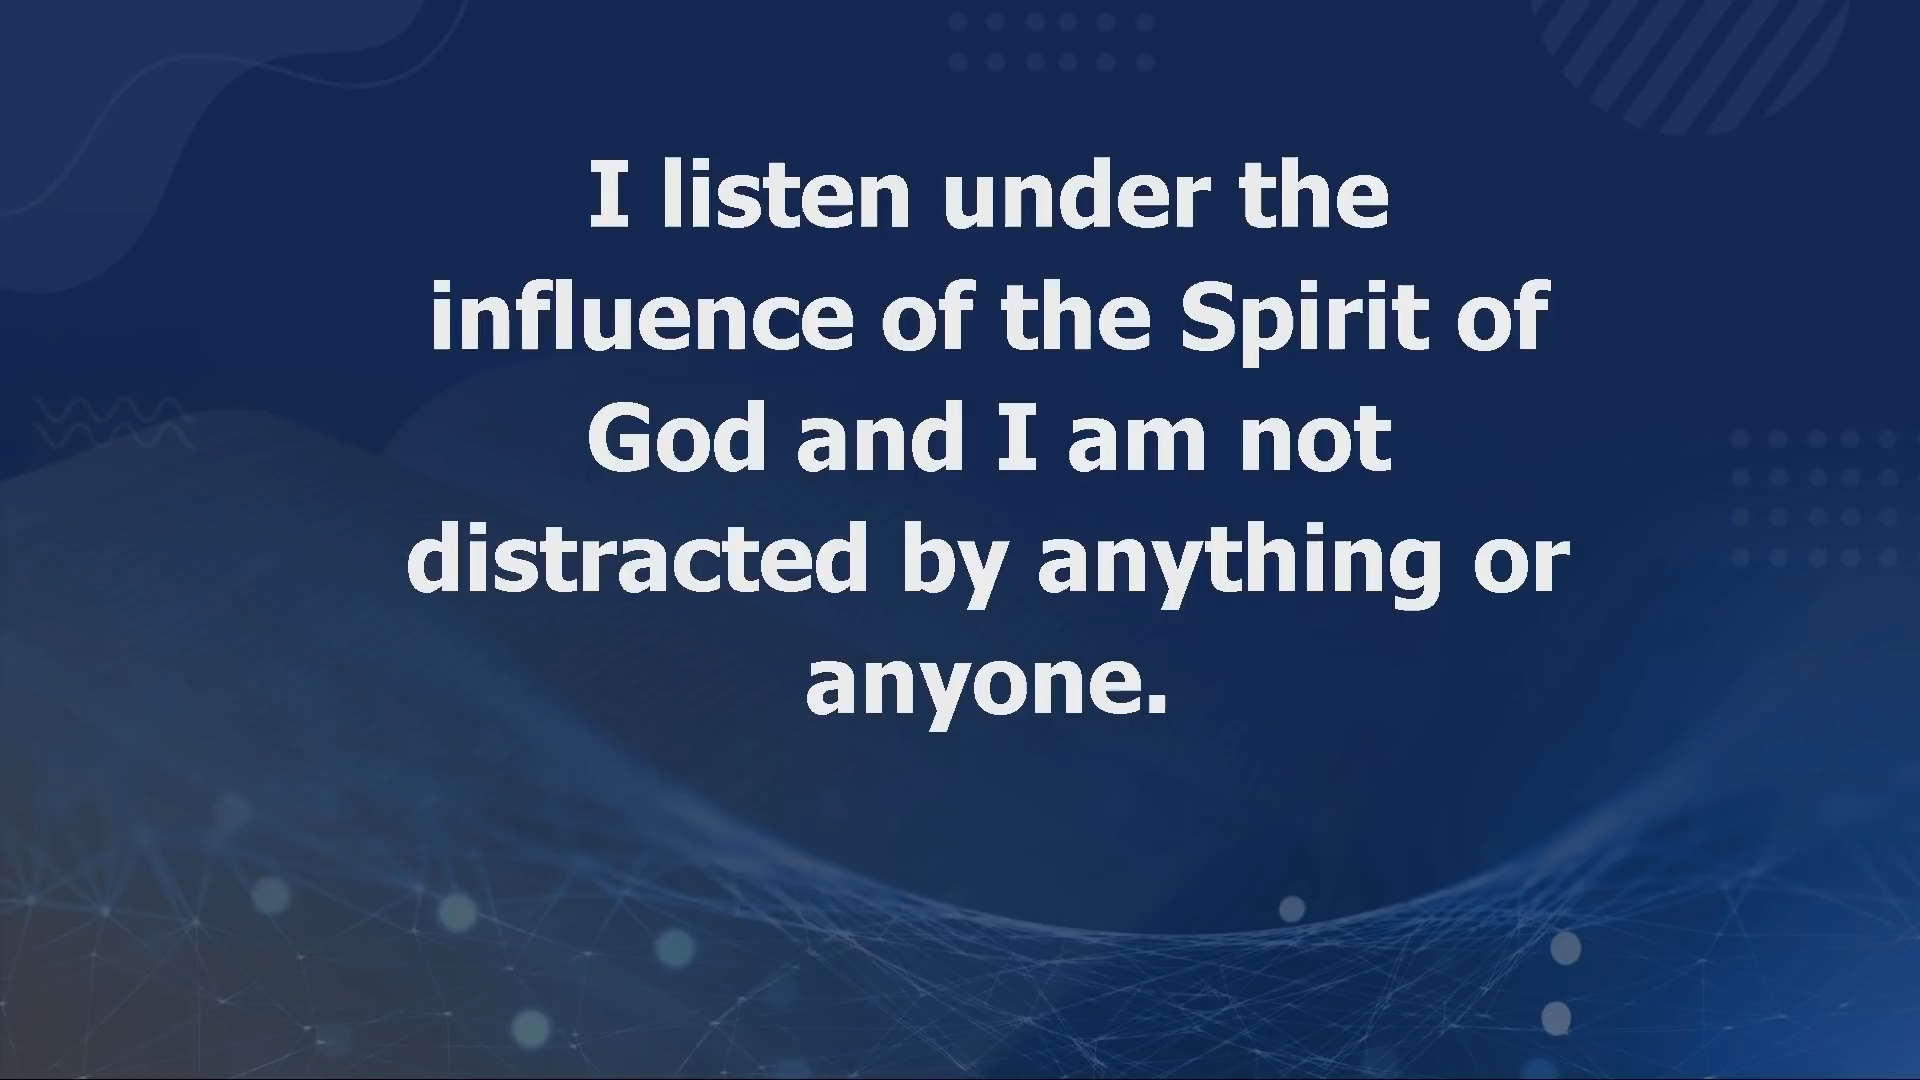 I listen under the
influence of the Spirit of
God and I am not
distracted by anything or
anyone.